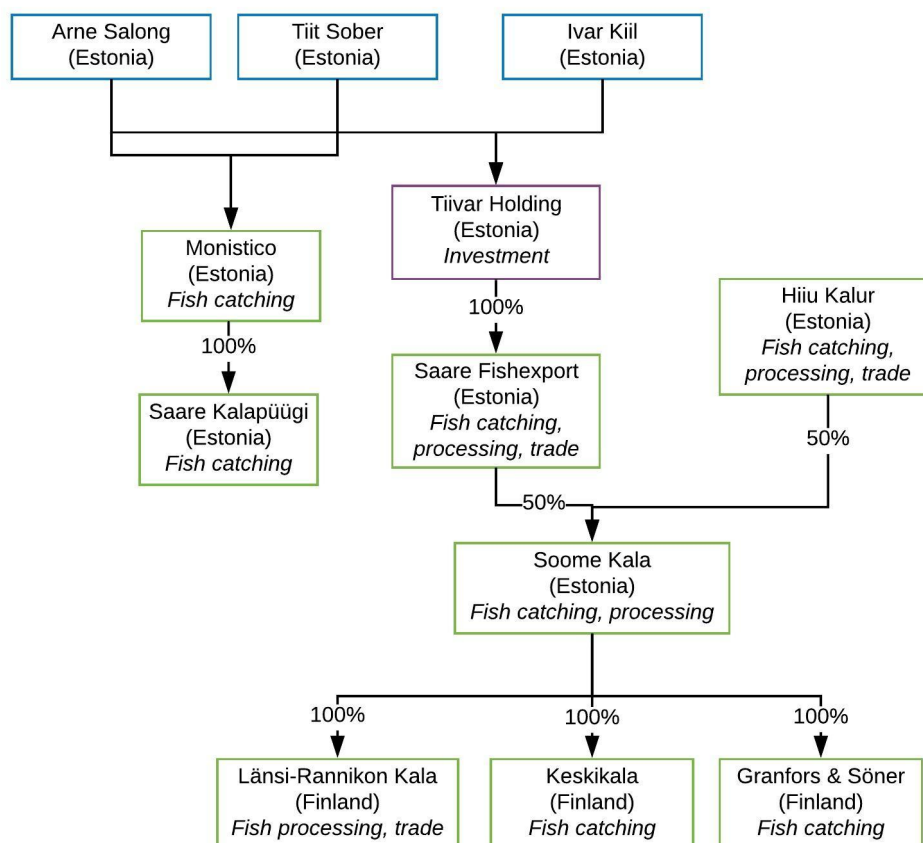 Arne Salong
(Estonia)
Tiit Sober
(Estonia)
Ivar Kiil
(Estonia)
Tiivar Holding
(Estonia)
Investment
Monistico
(Estonia)
Fish catching
100%
Hiiu Kalur
(Estonia)
Fish catching,
processing, trade
100%
Saare Fishexport
(Estonia)
Fish catching,
processing, trade
Saare Kalapüügi
(Estonia)
Fish catching
50%
50%
Soome Kala
(Estonia)
Fish catching, processing
100%
100%
100%
Länsi-Rannikon Kala
(Finland)
Fish processing, trade
Keskikala
(Finland)
Fish catching
Granfors & Söner
(Finland)
Fish catching